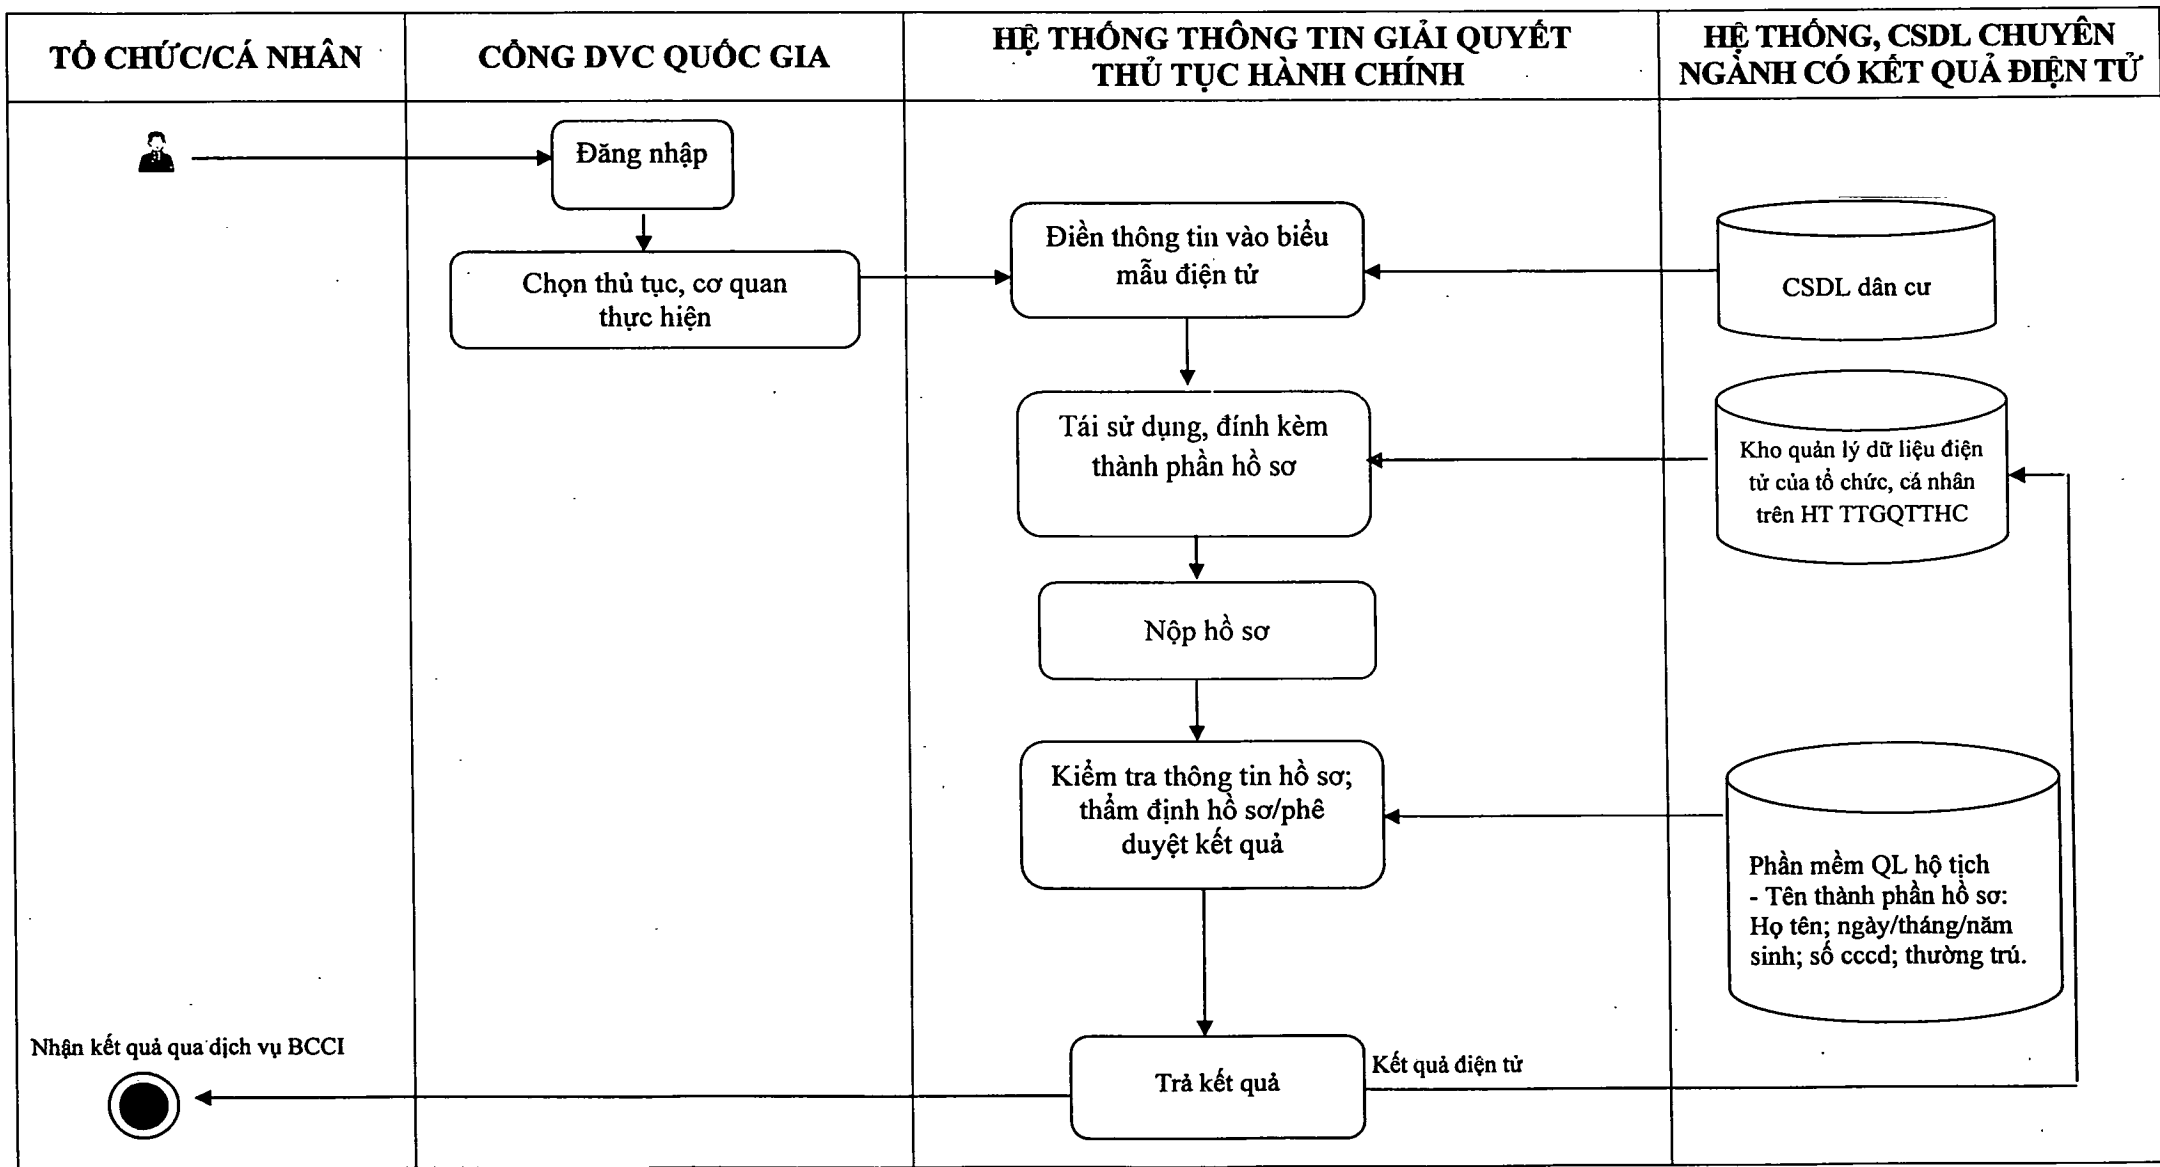 TỔ CHỨC/CÁ NHÂN
CỔNG DVC QUỐC GIA
HỆ THỐNG THÔNG TIN GIẢI QUYẾT
THỦ TỤC HÀNH CHÍNH
HỆ THỐNG, CSDL CHUYÊN
NGÀNH CÓ KẾT QUẢ ĐIỆN TỬ
Đăng nhập
Chọn thủ tục, cơ quan
thực hiện
Điền thông tin vào biểu
mẫu điện tử
CSDL dân cư
Tái sử dụng, đính kèm
thành phần hồ sơ
Kho quản lý dữ liệu điện
tử của tổ chức, cá nhân
trên HT TTGQTTHC
Nộp hồ sơ
Kiểm tra thông tin hồ sơ;
thẩm định hồ sơ/phê
duyệt kết quả
Phần mềm QL hộ tịch
- Tên thành phần hồ sơ:
Họ tên; ngày/tháng/năm
sinh; số cccd; thường trú.
Nhận kết quả qua dịch vụ BCCI
Trả kết quả
Kết quả điện tử